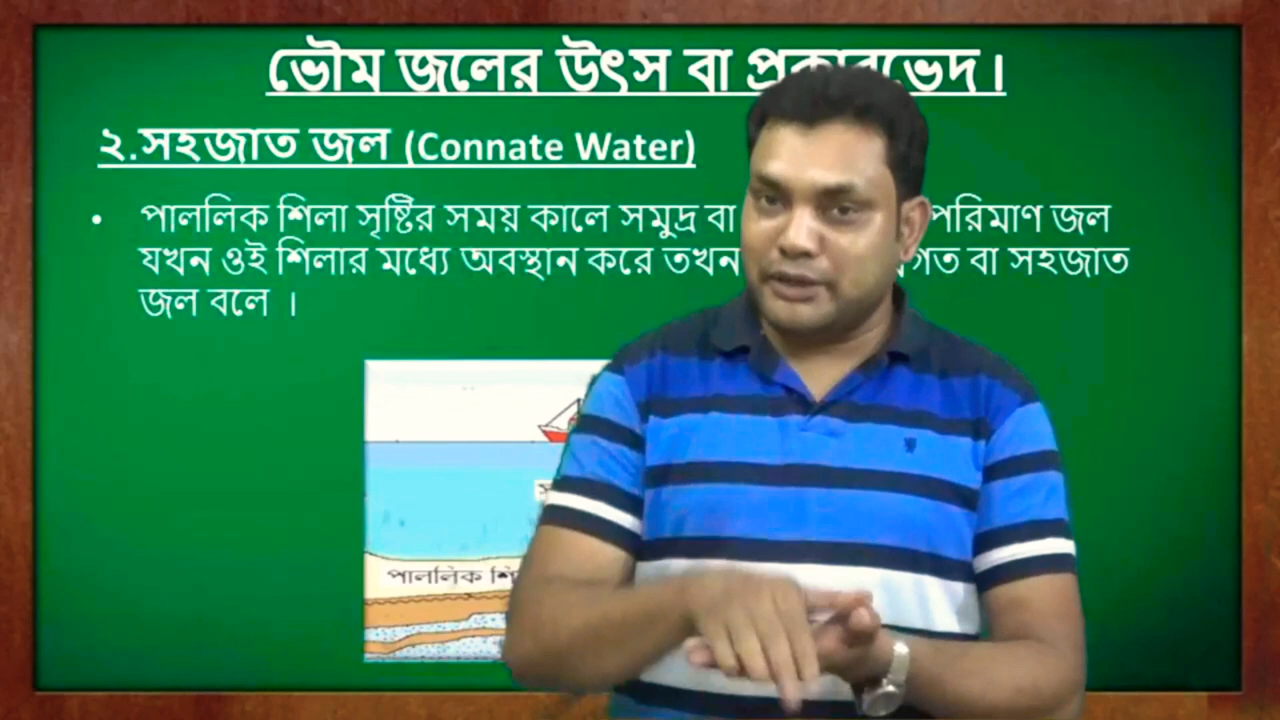 ভৌম জলের উৎস বা প্রকারভেদ।
২.সহজাত জল (Connate Water)
• পাললিক শিলা সৃষ্টির সময় কালে সমুদ্র বা পরিমাণ জল
যখন ওই শিলার মধ্যে অবস্থান করে তখন বা সহজাত
জল বলে ।
পাললিক